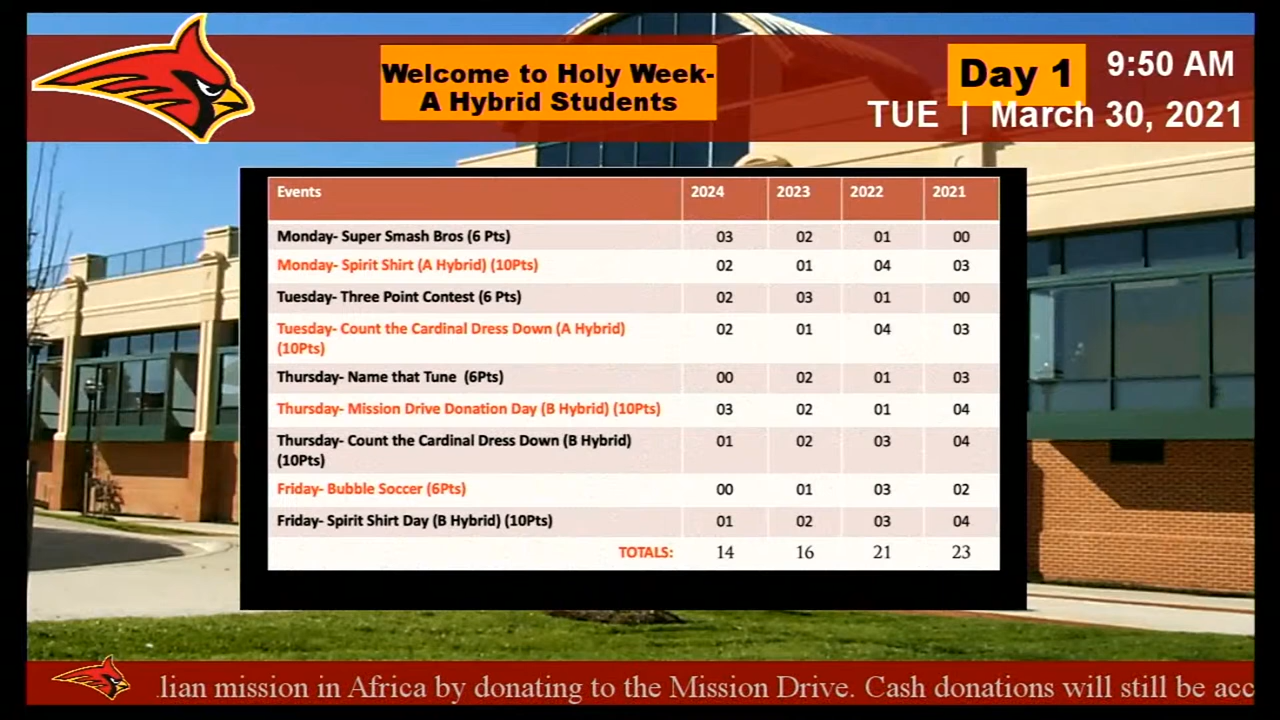 Welcome to Holy Week-
A Hybrid Students
Day 1
9:50 AM
TUE | March 30, 2021
Events 2024 2023 2022 2021
Monday- Super Smash Bros (6 Pts) 03 02 01 00
Monday- Spirit Shirt (A Hybrid) (10Pts) 02 01 04 03
Tuesday- Three Point Contest (6 Pts) 02 03 01 00
Tuesday- Count the Cardinal Dress Down (A Hybrid) 02 01 04 03
(10Pts)
Thursday- Name that Tune (6Pts) 00 02 01 03
Thursday- Mission Drive Donation Day (B Hybrid) (10Pts) 03 02 01 04
Thursday- Count the Cardinal Dress Down (B Hybrid) 01 02 03 04
(10Pts)
Friday- Bubble Soccer (6Pts) 00 01 03 02
Friday- Spirit Shirt Day (B Hybrid) (10Pts) 01 02 03 04
TOTALS: 14 16 21 23
lian mission in Africa by donating to the Mission Drive. Cash donations will still be acc